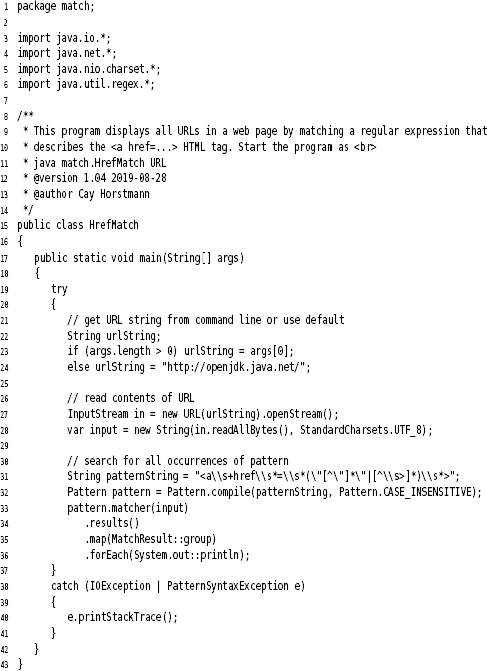 1 package match;
2
3 import java.io.*;
4 import java.net.*;
5 import java.nio.charset.*;
6 import java.util.regex.*;
7
8 /**
9  * This program displays all URLs in a web page by matching a regular expression that
10  * describes the <a href=...> HTML tag. Start the program as <br>
11  * java match.HrefMatch URL
12  * @version 1.04 2019-08-28
13  * @author Cay Horstmann
14  */
15 public class HrefMatch
16 {
17    public static void main(String[] args)
18    {
19       try
20       {
21          // get URL string from command line or use default
22          String urlString;
23          if (args.length > 0) urlString = args[0];
24          else urlString = "http://openjdk.java.net/";
25
26          // read contents of URL
27          InputStream in = new URL(urlString).openStream();
28          var input = new String(in.readAllBytes(), StandardCharsets.UTF_8);
29
30          // search for all occurrences of pattern
31          String patternString = "<a\\s+href\\s*=\\s*(\"[^\"]*\"|[^\\s>]*)\\s*>";
32          Pattern pattern = Pattern.compile(patternString, Pattern.CASE_INSENSITIVE);
33          pattern.matcher(input)
34             .results()
35             .map(MatchResult::group)
36             .forEach(System.out::println);
37       }
38       catch (IOException | PatternSyntaxException e)
39       {
40          e.printStackTrace();
41       }
42    }
43 }